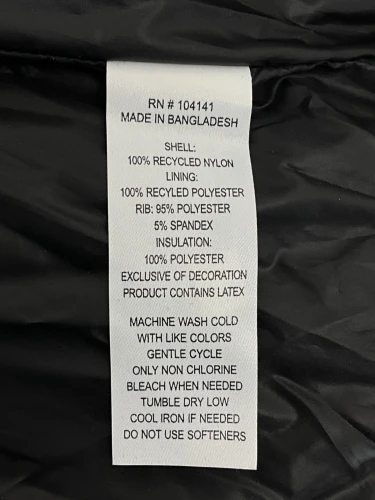 RN # 104141
MADE IN BANGLADESH
SHELL:
100% RECYCLED NYLON
LINING:
100% RECYLED POLYESTER
RIB: 95% POLYESTER
5% SPANDEX
INSULATION:
100% POLYESTER
EXCLUSIVE OF DECORATION
PRODUCT CONTAINS LATEX
MACHINE WASH COLD
WITH LIKE COLORS
GENTLE CYCLE
ONLY NON CHLORINE
BLEACH WHEN NEEDED
TUMBLE DRY LOW
COOL IRON IF NEEDED
DO NOT USE SOFTENERS